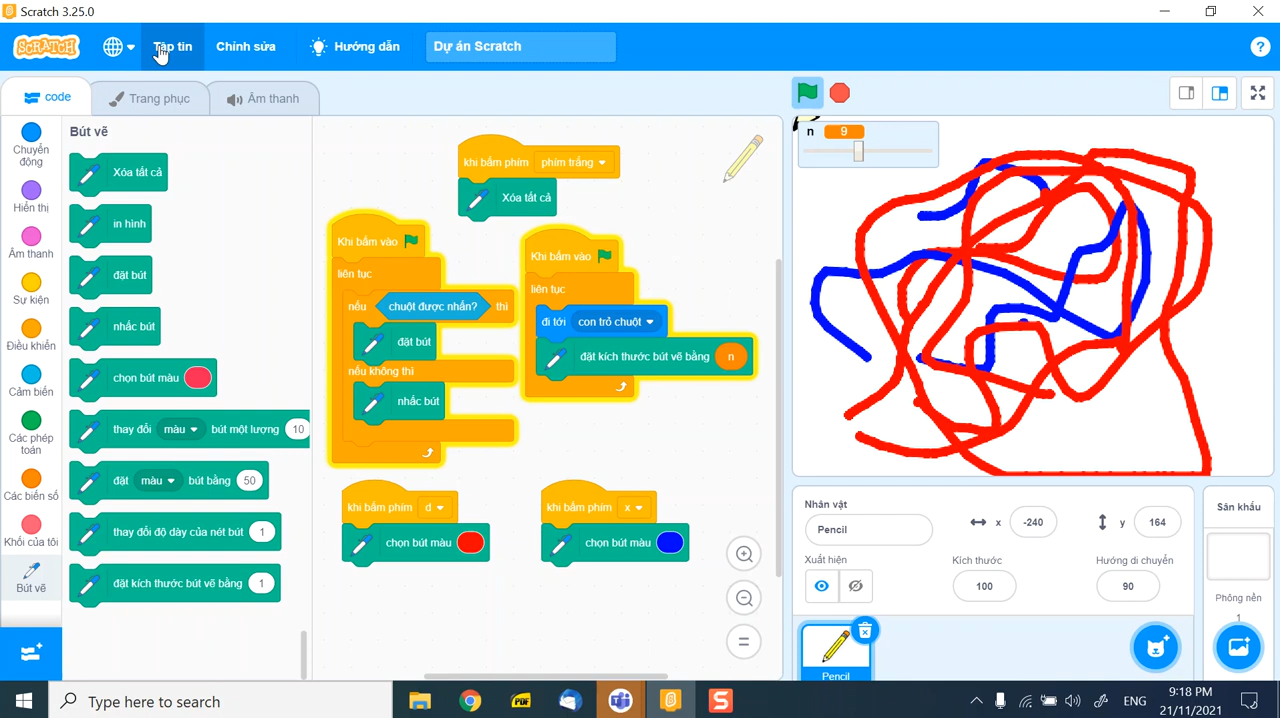 Scratch 3.25.0
SCRATCH
Tập tin
Chỉnh sửa
Hướng dẫn
Dự án Scratch
?
code
Trang phục
Âm thanh
Chuyển động
Hiển thị
Âm thanh
Sự kiện
Điều khiển
Cảm biến
Các phép toán
Các biến số
Khối của tôi
Bút vẽ
Bút vẽ
Xóa tất cả
in hình
đặt bút
nhấc bút
chọn bút màu
thay đổi màu bút một lượng 10
đặt màu bút bằng 50
thay đổi độ dày của nét bút 1
đặt kích thước bút vẽ bằng 1
khi bấm phím phím trắng
Xóa tất cả
Khi bấm vào
liên tục
nếu chuột được nhấn? thì
đặt bút
nếu không thì
nhấc bút
Khi bấm vào
liên tục
đi tới con trỏ chuột
đặt kích thước bút vẽ bằng n
khi bấm phím d
chọn bút màu
khi bấm phím x
chọn bút màu
n 9
Nhân vật
Pencil
x -240
y 164
Xuất hiện
Kích thước
100
Hướng di chuyển
90
Pencil
Sân khấu
Phông nền
1
Type here to search
PDF
ENG
9:18 PM
21/11/2021